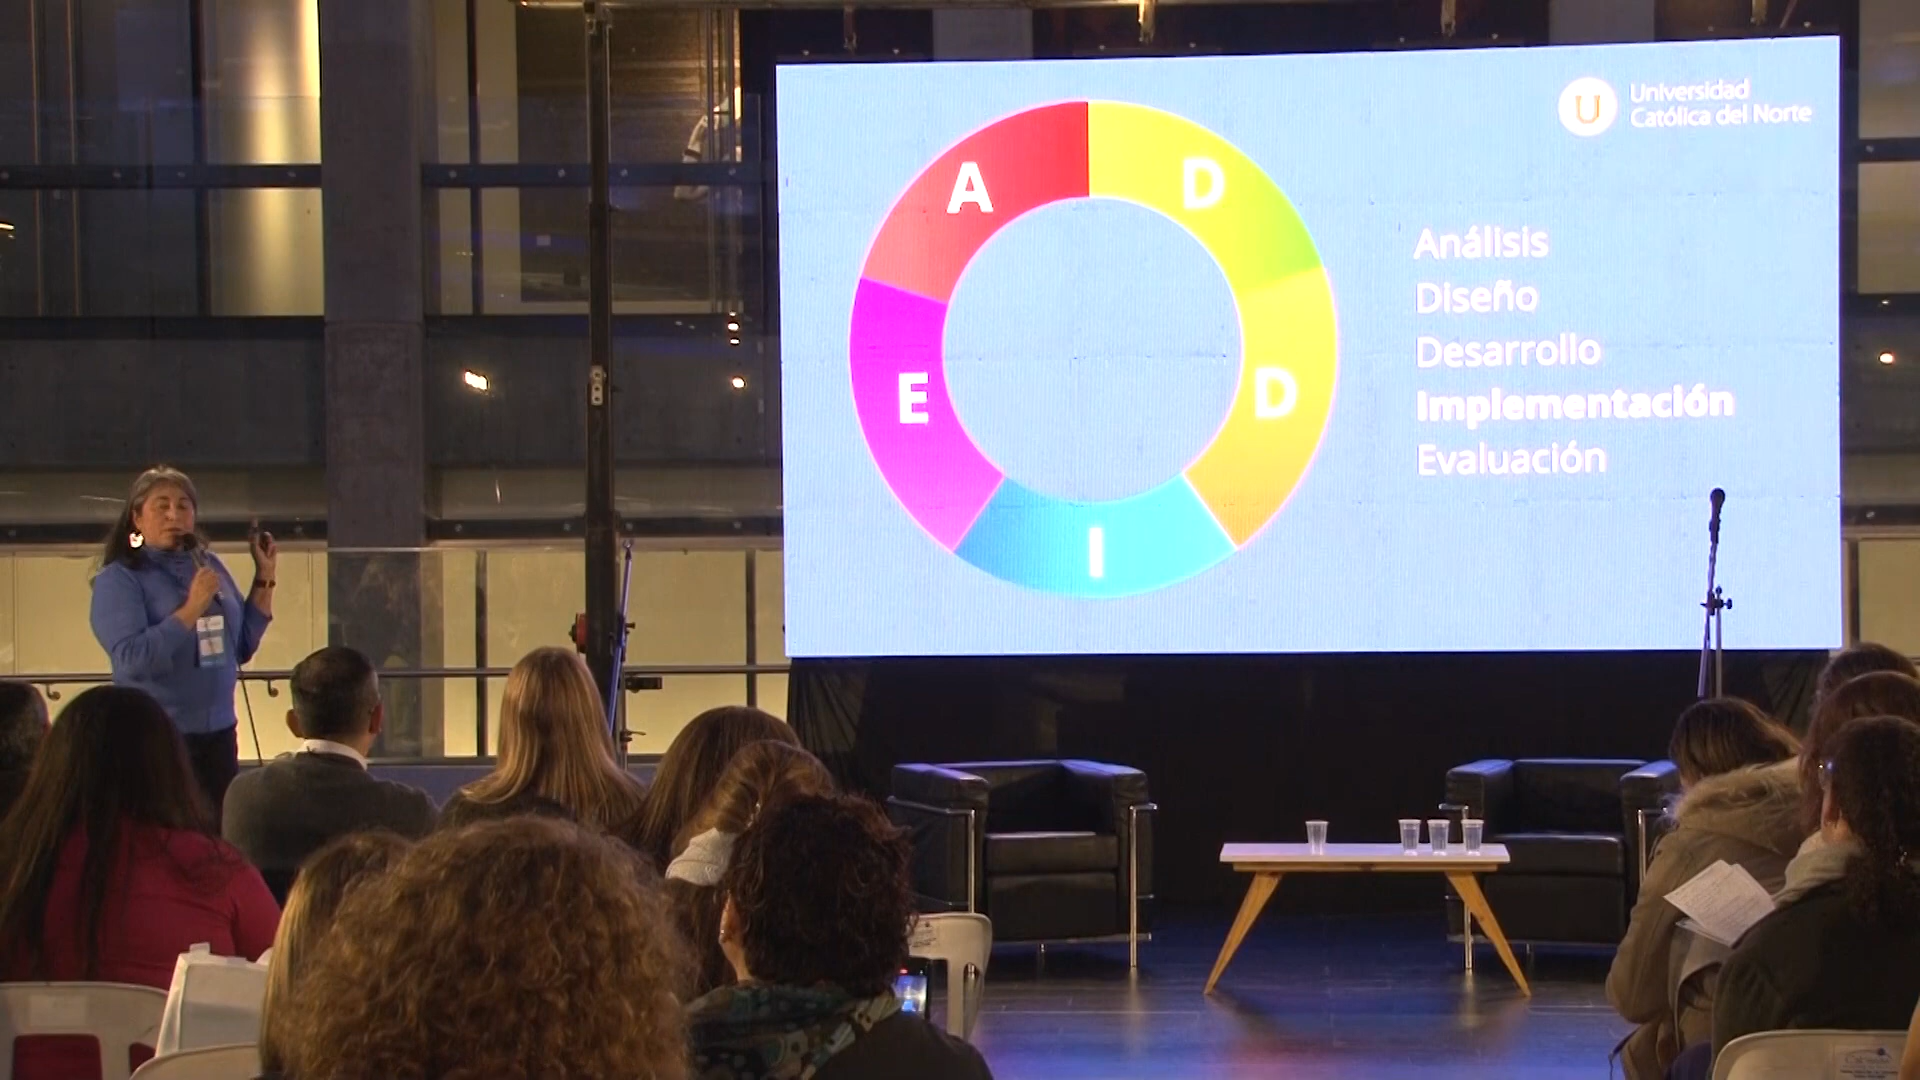 U
Universidad
Católica del Norte
A
D
D
I
E
Análisis
Diseño
Desarrollo
Implementación
Evaluación